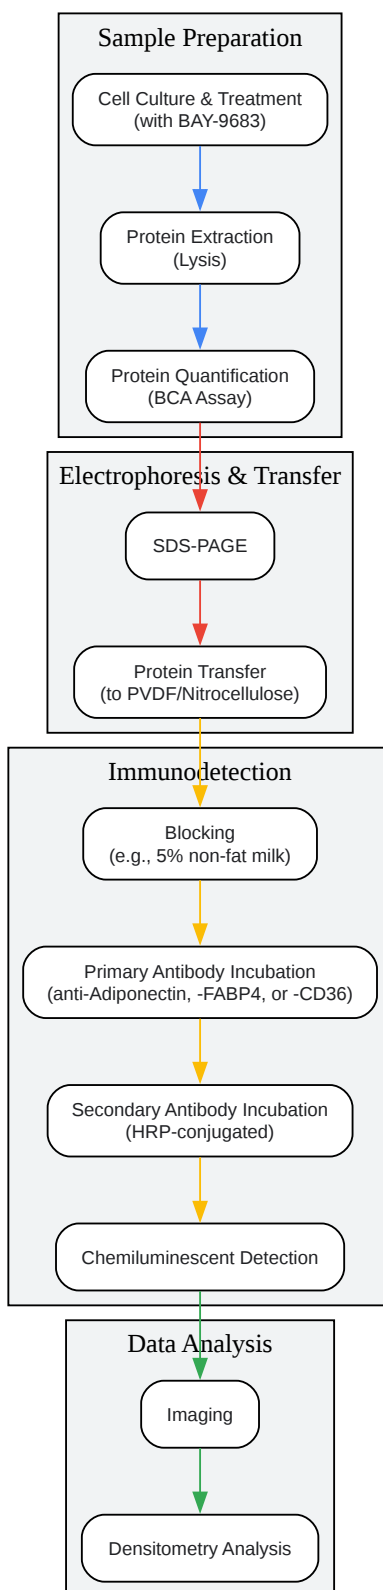 Sample Preparation
Cell Culture & Treatment
(with BAY-9683)
Protein Extraction
(Lysis)
Protein Quantification
(BCA Assay)
Electrophoresis & Transfer
SDS-PAGE
Protein Transfer
(to PVDF/Nitrocellulose)
Immunodetection
Blocking
(e.g., 5% non-fat milk)
Primary Antibody Incubation
(anti-Adiponectin, -FABP4, or -CD36)
Secondary Antibody Incubation
(HRP-conjugated)
Chemiluminescent Detection
Data Analysis
Imaging
Densitometry Analysis